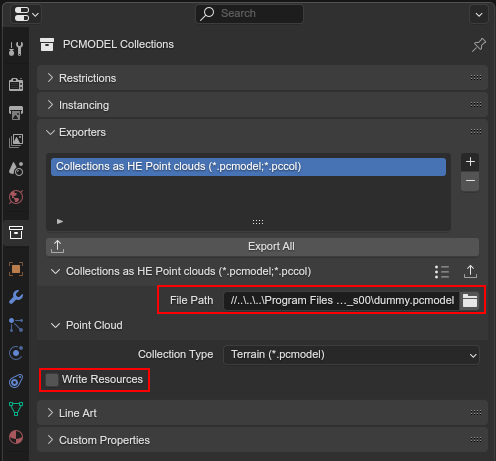 Search
PCMODEL Collections
Restrictions
Instancing
Exporters
Collections as HE Point clouds (*.pcmodel;*.pccol)
Export All
Collections as HE Point clouds (*.pcmodel;*.pccol)
File Path //..\..\..\Program Files …_s00\dummy.pcmodel
Point Cloud
Collection Type Terrain (*.pcmodel)
Write Resources
Line Art
Custom Properties